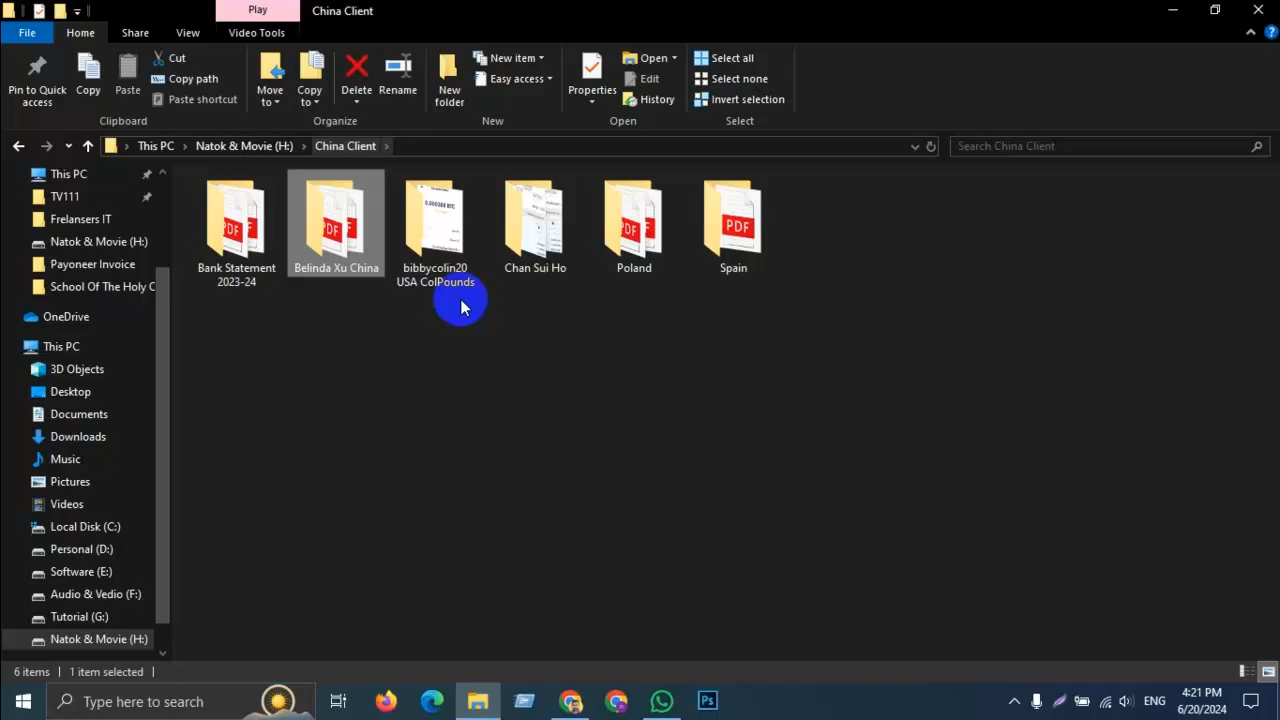 Play
China Client
File
Home
Share
View
Video Tools
Pin to Quick access
Copy
Paste
Cut
Copy path
Paste shortcut
Move to
Copy to
Delete
Rename
New folder
New item
Easy access
Properties
Open
Edit
History
Select all
Select none
Invert selection
Clipboard
Organize
New
Open
Select
This PC
Natok & Movie (H:)
China Client
Search China Client
This PC
TV111
Frelansers IT
Natok & Movie (H:)
Payoneer Invoice
School Of The Holy C
OneDrive
This PC
3D Objects
Desktop
Documents
Downloads
Music
Pictures
Videos
Local Disk (C:)
Personal (D:)
Software (E:)
Audio & Vedio (F:)
Tutorial (G:)
Natok & Movie (H:)
PDF
PDF
0.000388 BTC
PDF
PDF
Bank Statement
2023-24
Belinda Xu China
bibbycolin20
USA ColPounds
Chan Sui Ho
Poland
Spain
6 items
1 item selected
Type here to search
Ps
ENG
4:21 PM
6/20/2024